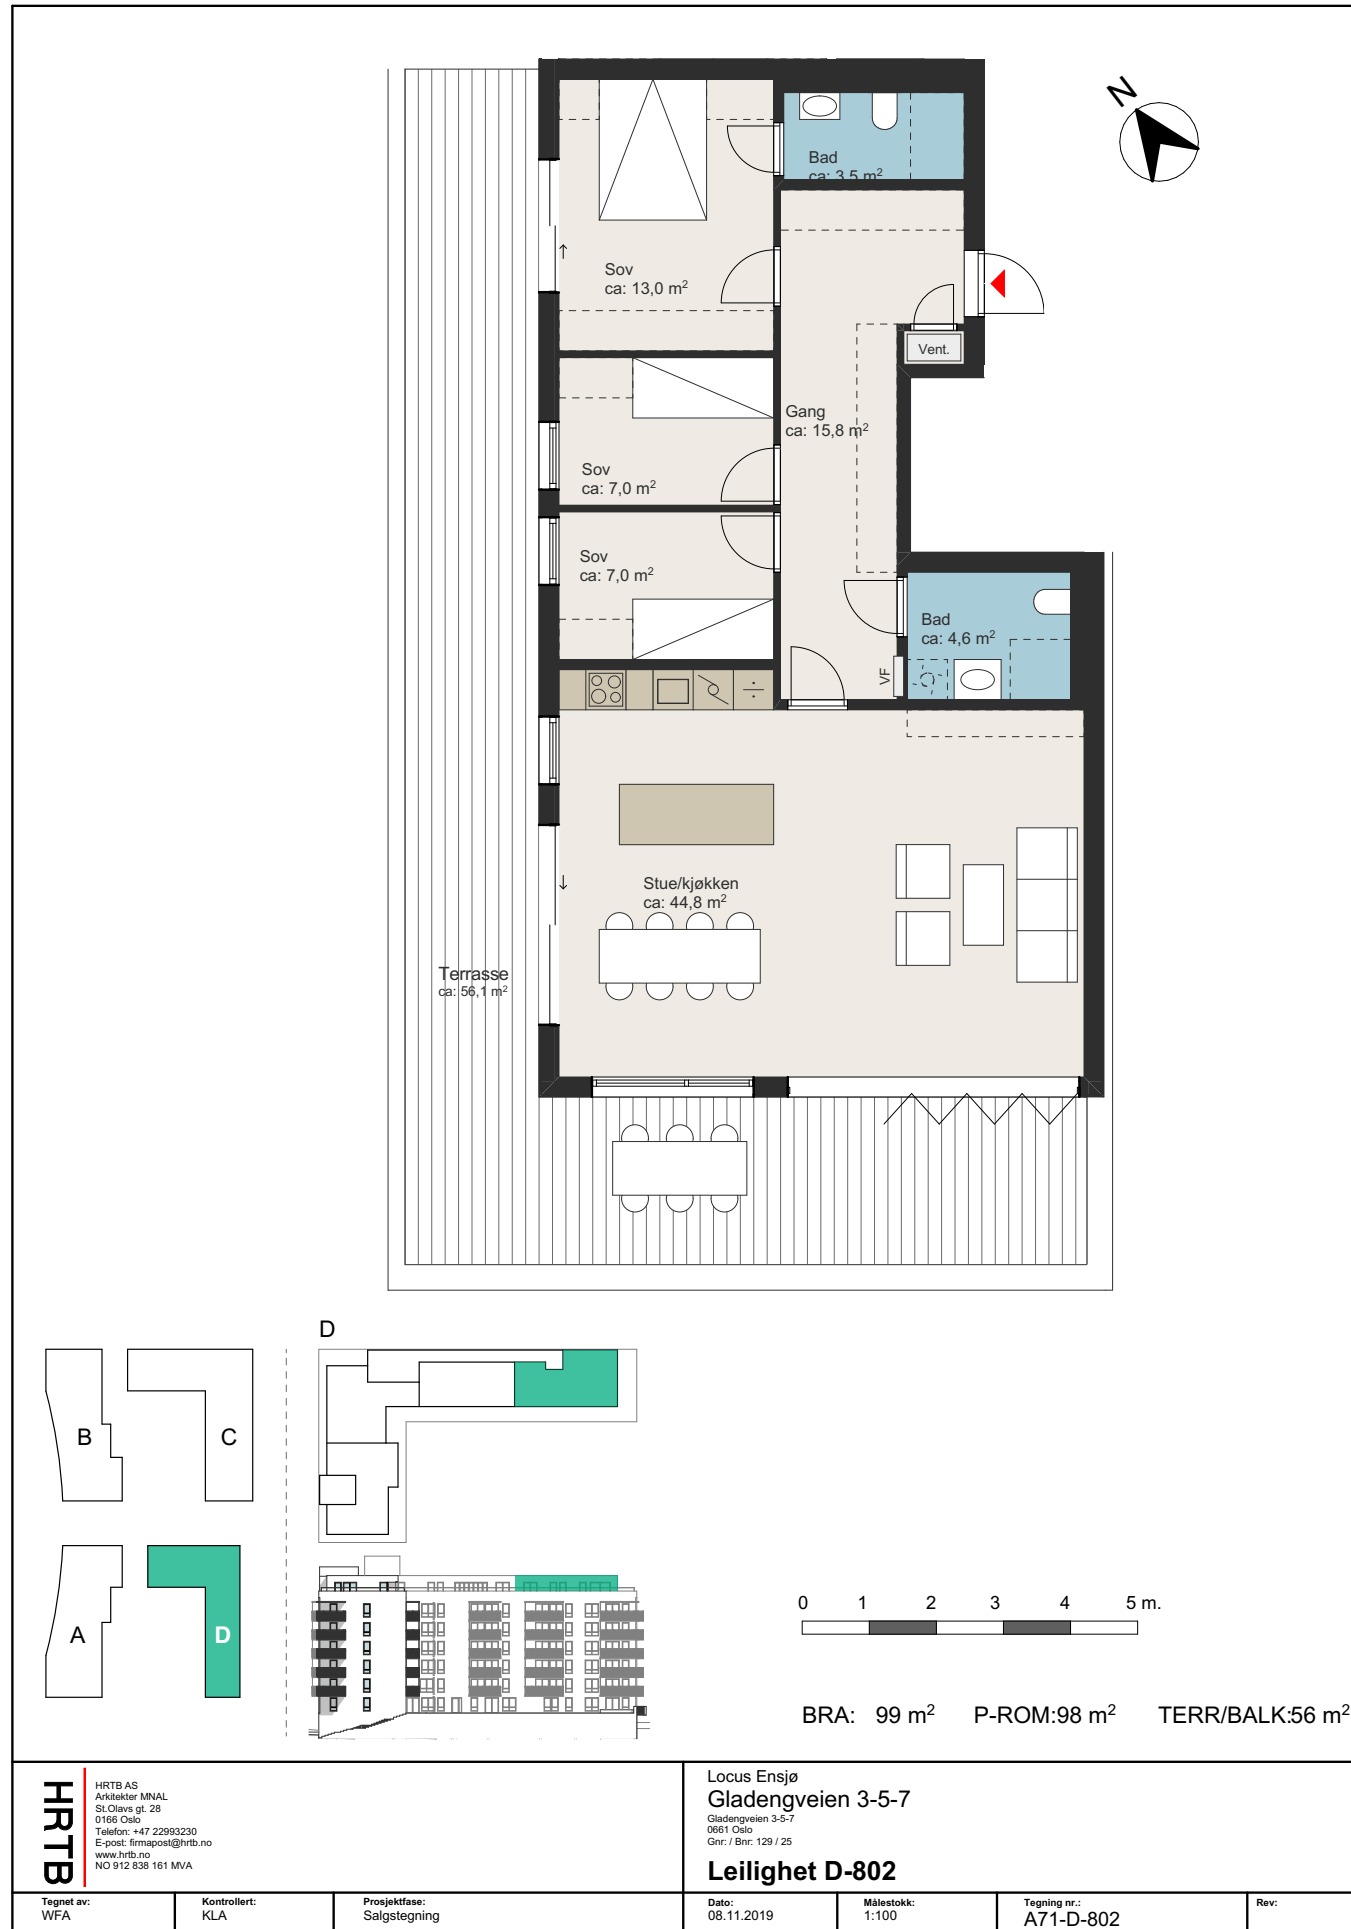 N
Bad
ca: 3,5 m²
Sov
ca: 13,0 m²
Vent.
Gang
ca: 15,8 m²
Sov
ca: 7,0 m²
Sov
ca: 7,0 m²
Bad
ca: 4,6 m²
VF
Stue/kjøkken
ca: 44,8 m²
Terrasse
ca: 56,1 m²
D
B
C
A
D
0 1 2 3 4 5 m.
BRA: 99 m² P-ROM:98 m² TERR/BALK:56 m²
HRTB
HRTB AS
Arkitekter MNAL
St.Olavs gt. 28
0166 Oslo
Telefon: +47 22993230
E-post: firmapost@hrtb.no
www.hrtb.no
NO 912 838 161 MVA
Locus Ensjø
Gladengveien 3-5-7
Gladengveien 3-5-7
0661 Oslo
Gnr: / Bnr: 129 / 25
Leilighet D-802
Tegnet av:
WFA
Kontrollert:
KLA
Prosjektfase:
Salgstegning
Dato:
08.11.2019
Målestokk:
1:100
Tegning nr.:
A71-D-802
Rev: